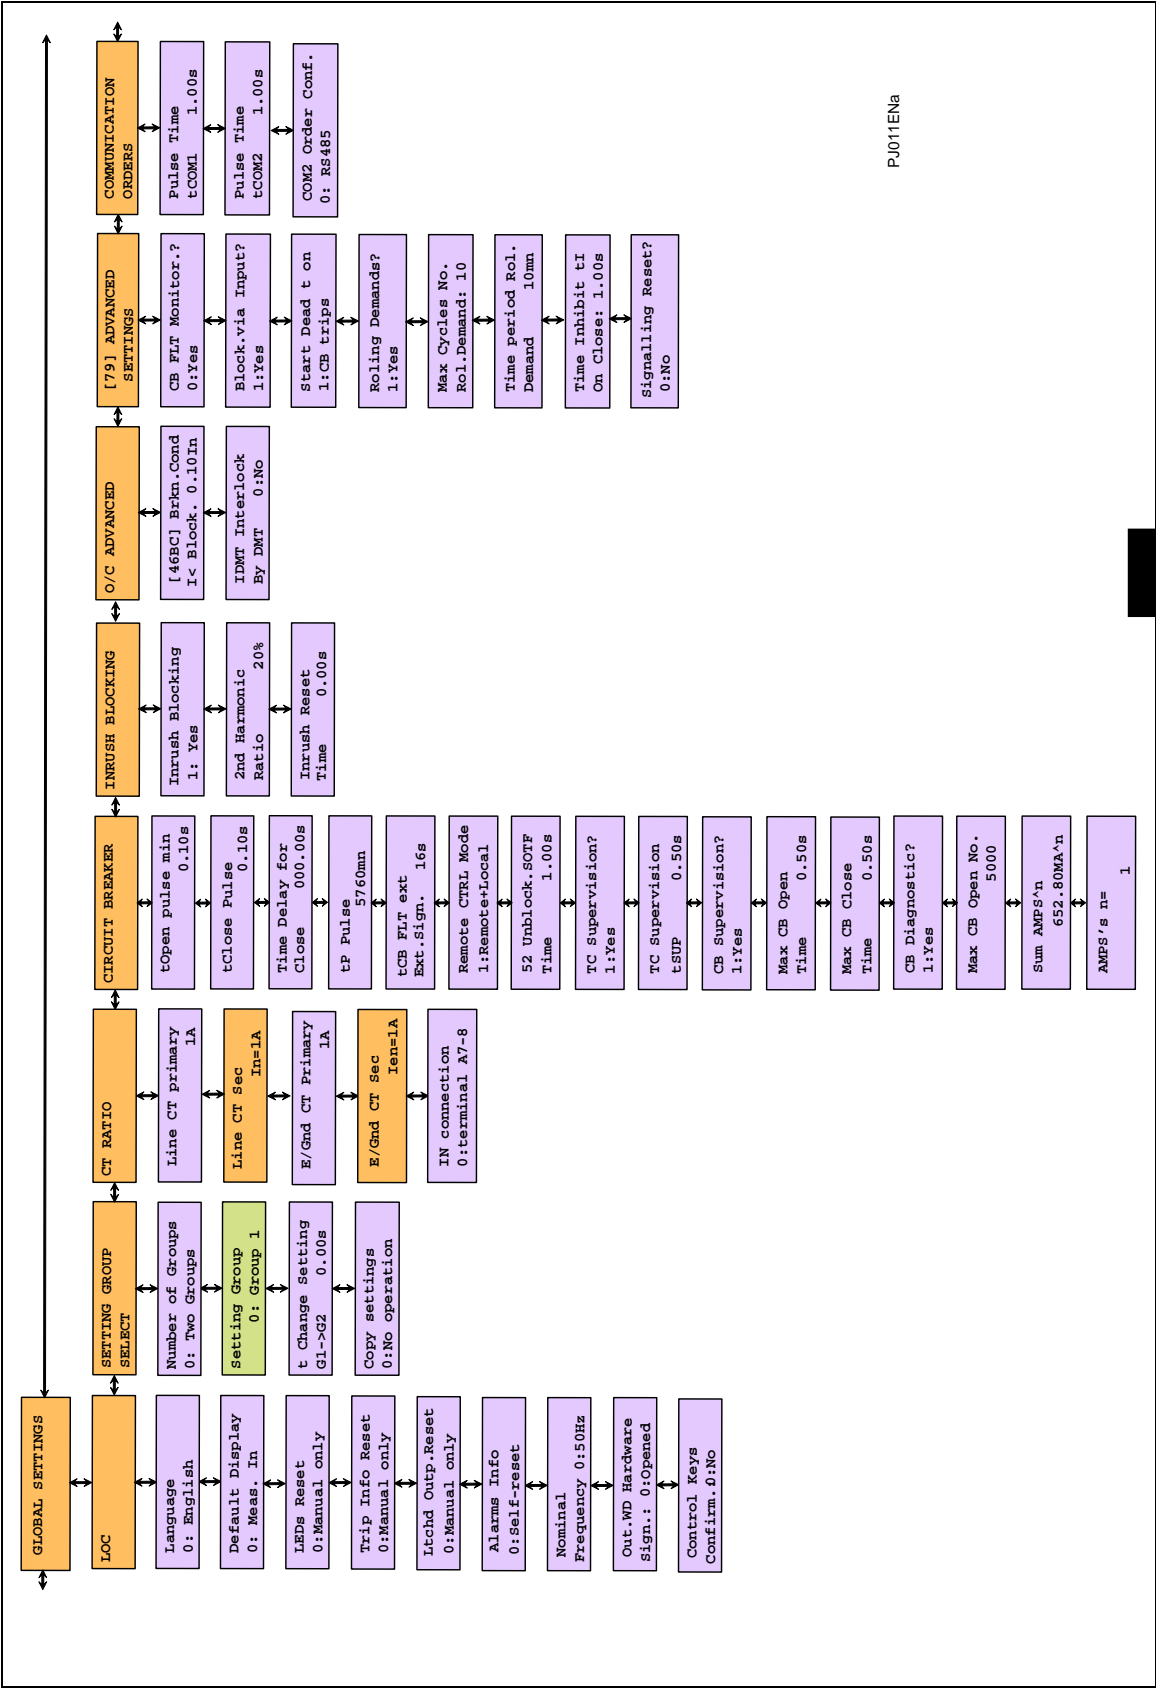 GLOBAL SETTINGS
LOC
Language
0: English
Default Display
0: Meas. In
LEDs Reset
0:Manual only
Trip Info Reset
0:Manual only
Ltchd Outp.Reset
0:Manual only
Alarms Info
0:Self-reset
Nominal
Frequency 0:50Hz
Out.WD Hardware
Sign.: 0:Opened
Control Keys
Confirm.0:No
SETTING GROUP
SELECT
Number of Groups
0: Two Groups
Setting Group
0: Group 1
t Change Setting
G1->G2 0.00s
Copy settings
0:No operation
CT RATIO
Line CT primary
1A
Line CT Sec
In=1A
E/Gnd CT Primary
1A
E/Gnd CT Sec
Ien=1A
IN connection
0:terminal A7-8
CIRCUIT BREAKER
tOpen pulse min
0.10s
tClose Pulse
0.10s
Time Delay for
Close 000.00s
tP Pulse
5760mn
tCB FLT ext
Ext.Sign. 16s
Remote CTRL Mode
1:Remote+Local
52 Unblock.SOTF
Time 1.00s
TC Supervision?
1:Yes
TC Supervision
tSUP 0.50s
CB Supervision?
1:Yes
Max CB Open
Time 0.50s
Max CB Close
Time 0.50s
CB Diagnostic?
1:Yes
Max CB Open No.
5000
Sum AMPS^n
652.80MA^n
AMPS's n=
1
INRUSH BLOCKING
Inrush Blocking
1: Yes
2nd Harmonic
Ratio 20%
Inrush Reset
Time 0.00s
O/C ADVANCED
[46BC] Brkn.Cond
I< Block. 0.10In
IDMT Interlock
By DMT 0:No
[79] ADVANCED
SETTINGS
CB FLT Monitor.?
0:Yes
Block.via Input?
1:Yes
Start Dead t on
1:CB trips
Roling Demands?
1:Yes
Max Cycles No.
Rol.Demand: 10
Time period Rol.
Demand 10mn
Time Inhibit tI
On Close: 1.00s
Signalling Reset?
0:No
COMMUNICATION
ORDERS
Pulse Time
tCOM1 1.00s
Pulse Time
tCOM2 1.00s
COM2 Order Conf.
0: RS485
PJ011ENa